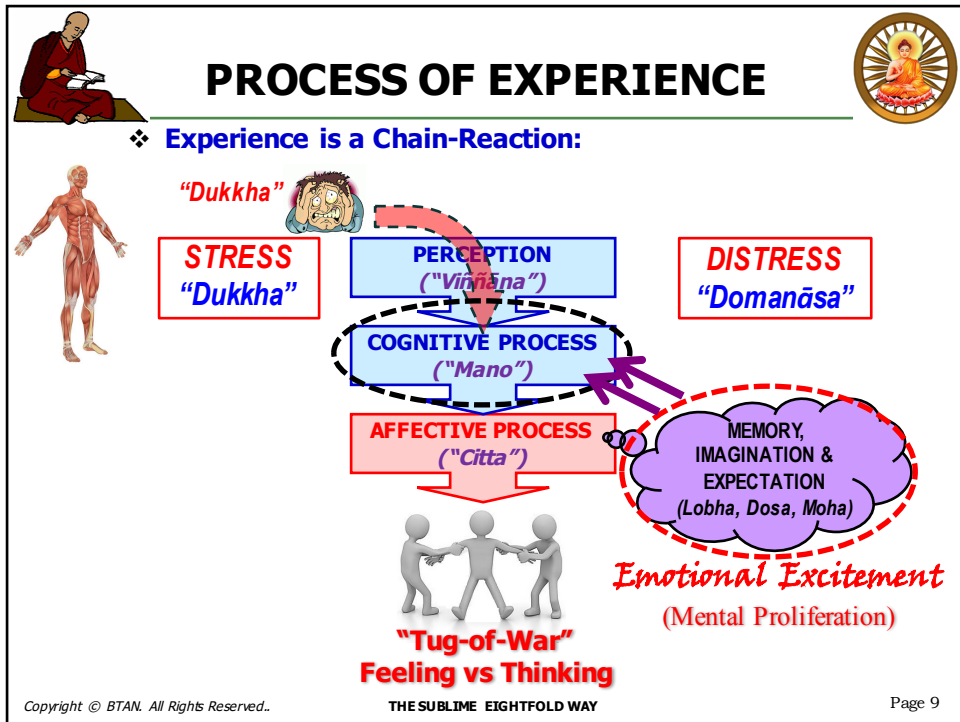 PROCESS OF EXPERIENCE
❖ Experience is a Chain-Reaction:
“Dukkha”
STRESS
“Dukkha”
PERCEPTION
(“Viññāna”)
DISTRESS
“Domanāsa”
COGNITIVE PROCESS
(“Mano”)
AFFECTIVE PROCESS
(“Citta”)
MEMORY,
IMAGINATION &
EXPECTATION
(Lobha, Dosa, Moha)
Emotional Excitement
(Mental Proliferation)
“Tug-of-War”
Feeling vs Thinking
Copyright © BTAN. All Rights Reserved..
THE SUBLIME EIGHTFOLD WAY
Page 9